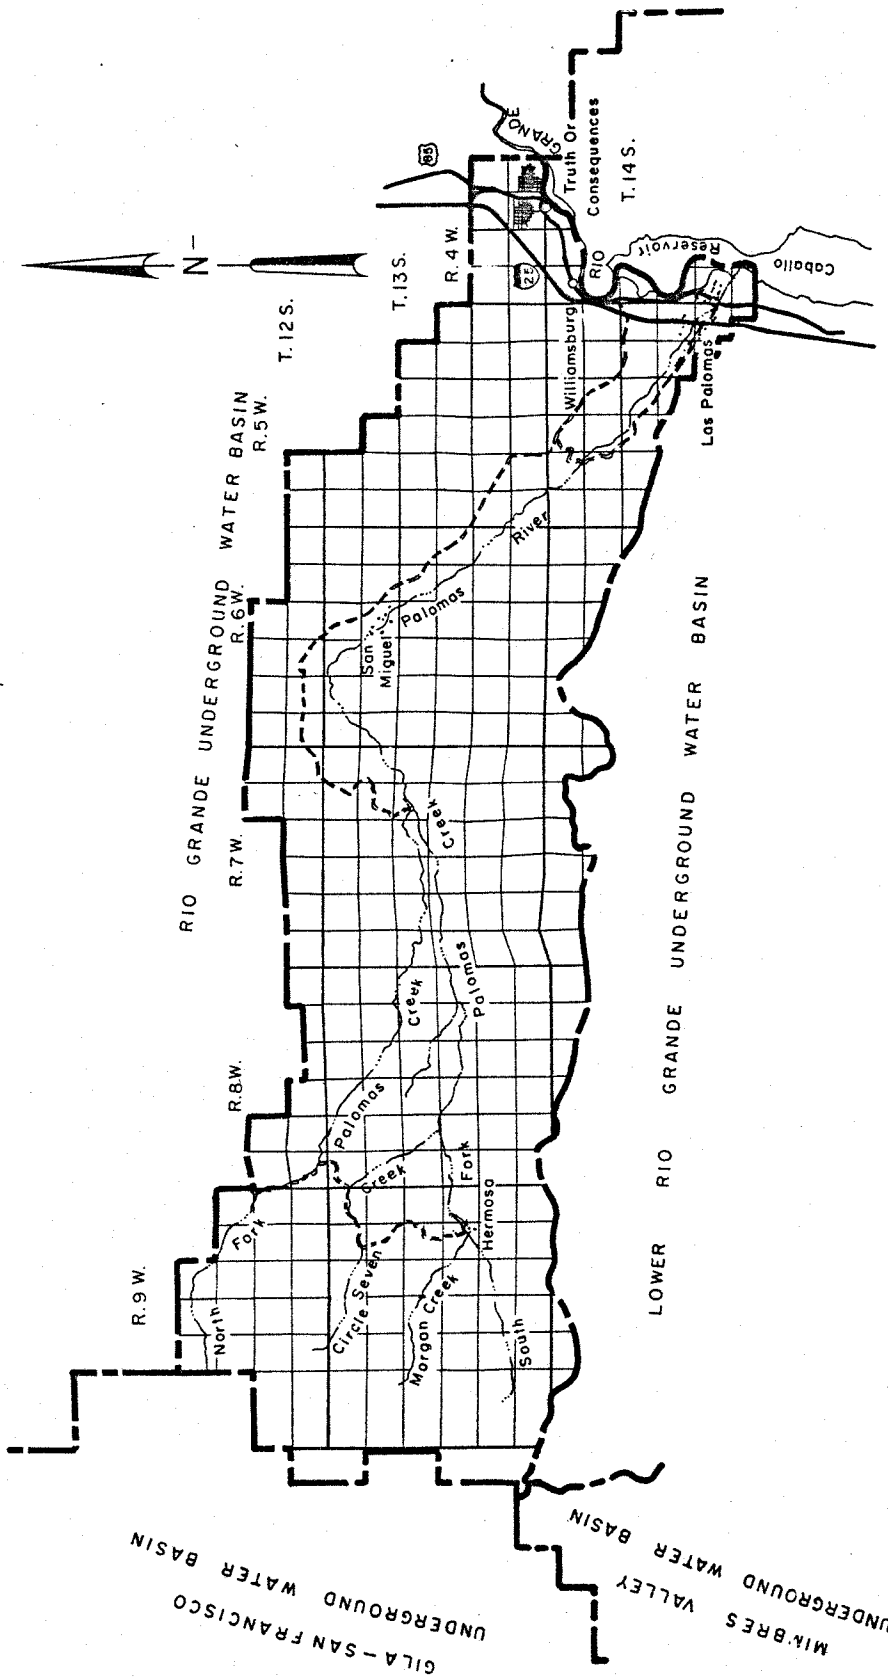 N
T. 12 S.
T. 13 S.
T. 14 S.
R. 4 W.
R. 5 W.
R. 6 W.
R. 7 W.
R. 8 W.
R. 9 W.
85
25
RIO GRANDE UNDERGROUND WATER BASIN
RIO GRANDE
Truth Or
Consequences
Williamsburg
Caballo
Reservoir
Las Palomas
Palomas River
San
Miguel
North Fork Palomas Creek
Circle Seven Creek
Morgan Creek
Hermosa
South Fork Palomas Creek
LOWER RIO GRANDE UNDERGROUND WATER BASIN
GILA – SAN FRANCISCO
UNDERGROUND WATER BASIN
MIMBRES VALLEY
UNDERGROUND WATER BASIN